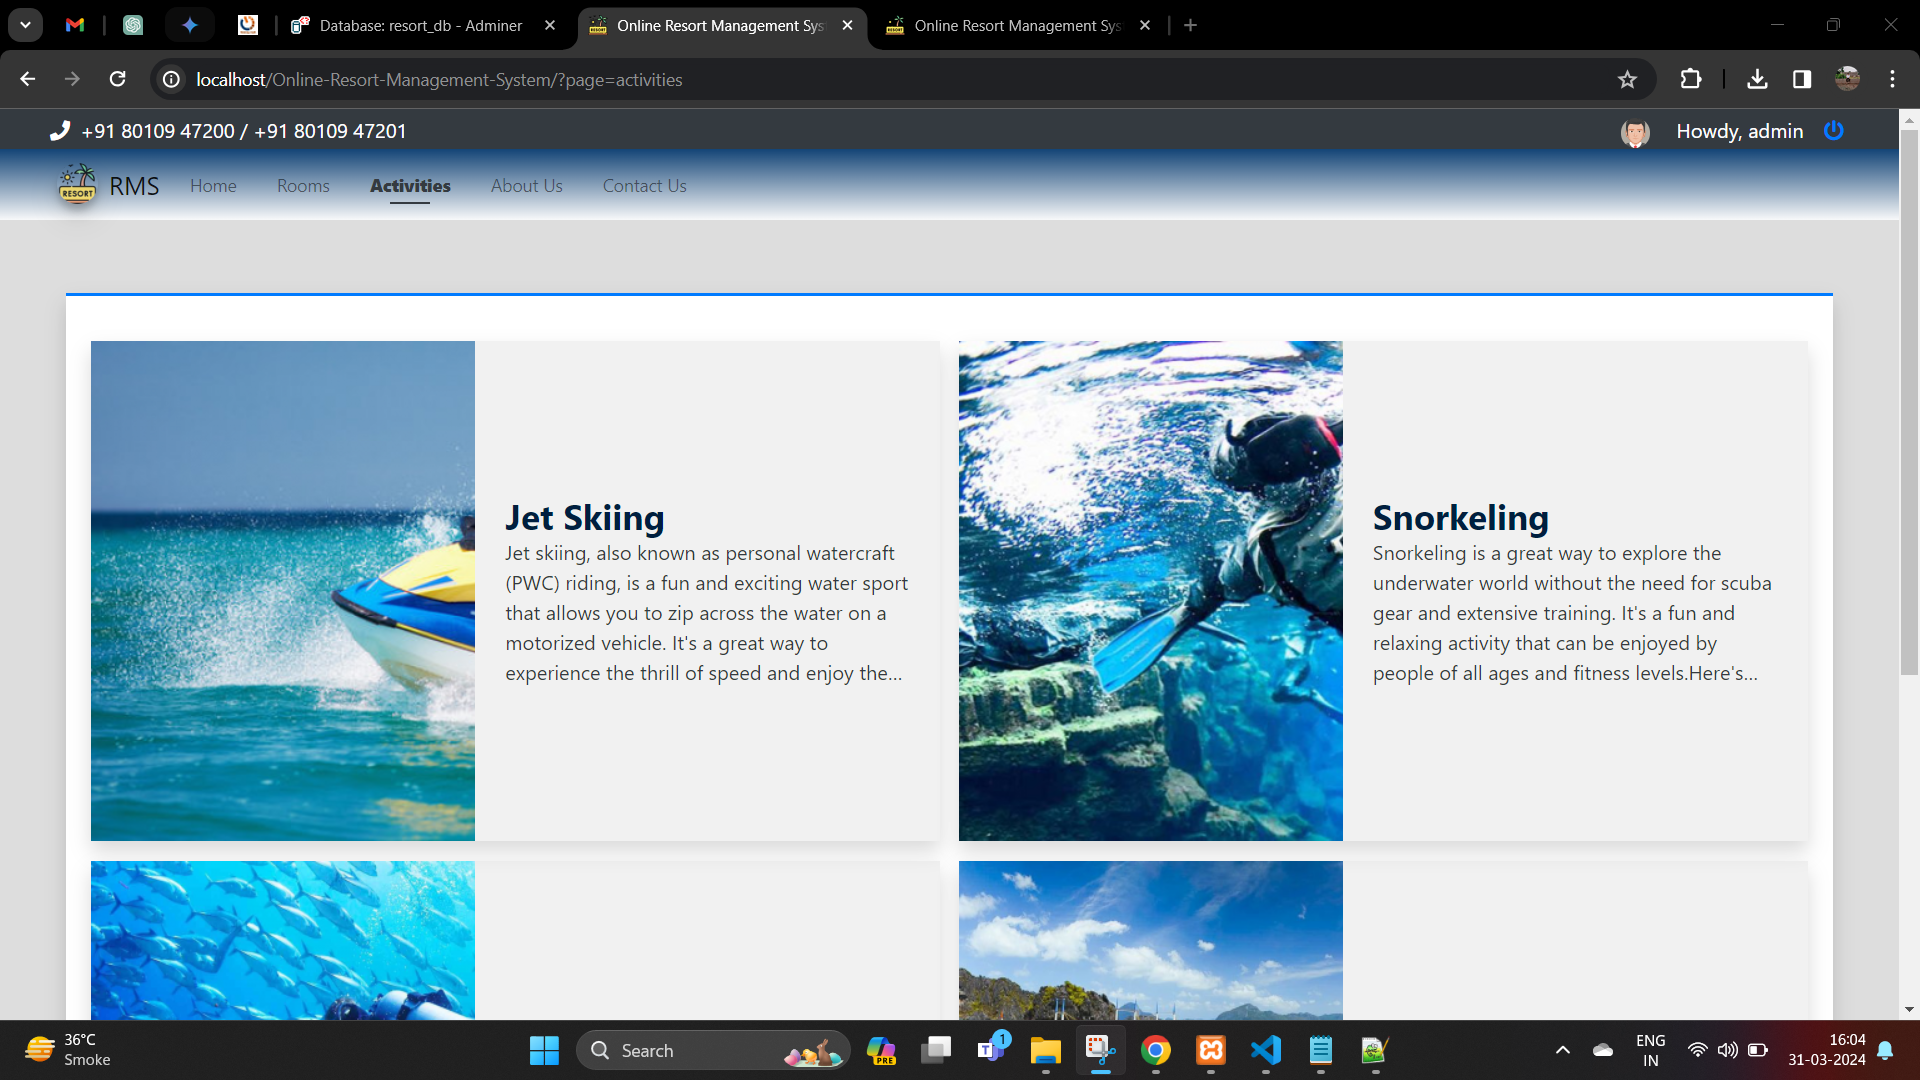 Database: resort_db - Adminer
Online Resort Management Sys
Online Resort Management Sys
localhost/Online-Resort-Management-System/?page=activities
+91 80109 47200 / +91 80109 47201
Howdy, admin
RESORT
RMS
Home
Rooms
Activities
About Us
Contact Us
Jet Skiing
Jet skiing, also known as personal watercraft
(PWC) riding, is a fun and exciting water sport
that allows you to zip across the water on a
motorized vehicle. It's a great way to
experience the thrill of speed and enjoy the...
Snorkeling
Snorkeling is a great way to explore the
underwater world without the need for scuba
gear and extensive training. It's a fun and
relaxing activity that can be enjoyed by
people of all ages and fitness levels.Here's...
36°C
Smoke
Search
PRE
1
ENG
IN
16:04
31-03-2024